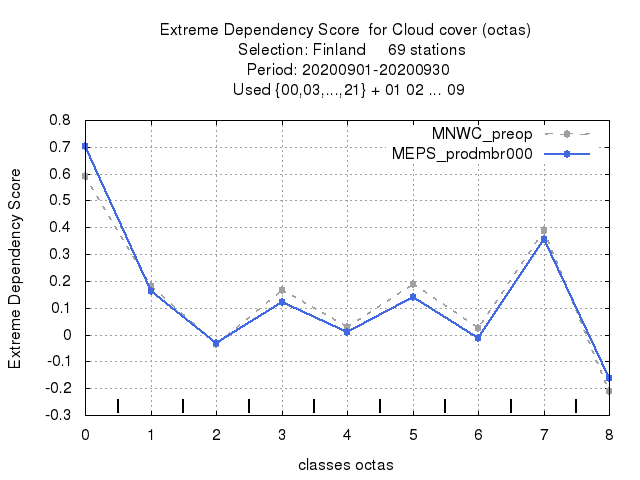 Extreme Dependency Score  for Cloud cover (octas)
Selection: Finland     69 stations
Period: 20200901-20200930
Used {00,03,...,21} + 01 02 ... 09
MNWC_preop
MEPS_prodmbr000
Extreme Dependency Score
0.8
0.7
0.6
0.5
0.4
0.3
0.2
0.1
0
-0.1
-0.2
-0.3
0 1 2 3 4 5 6 7 8
classes octas